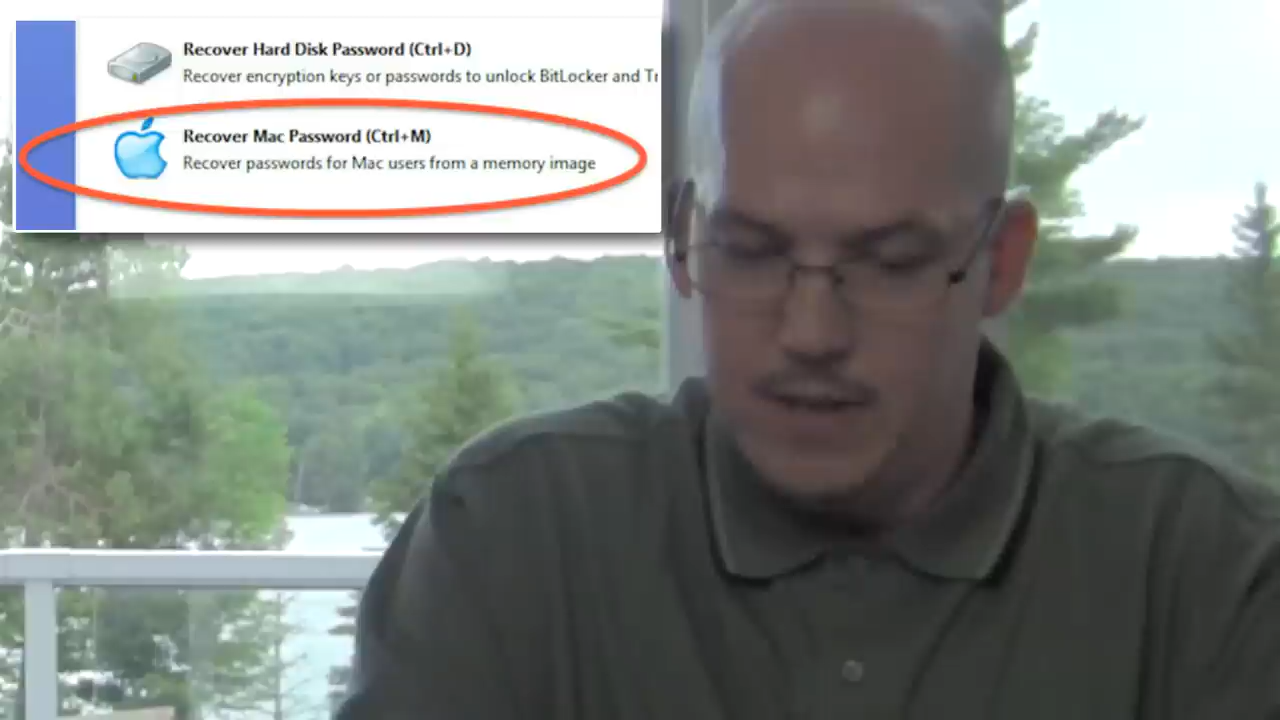 Recover Hard Disk Password (Ctrl+D)
Recover encryption keys or passwords to unlock BitLocker and
Recover Mac Password (Ctrl+M)
Recover passwords for Mac users from a memory image